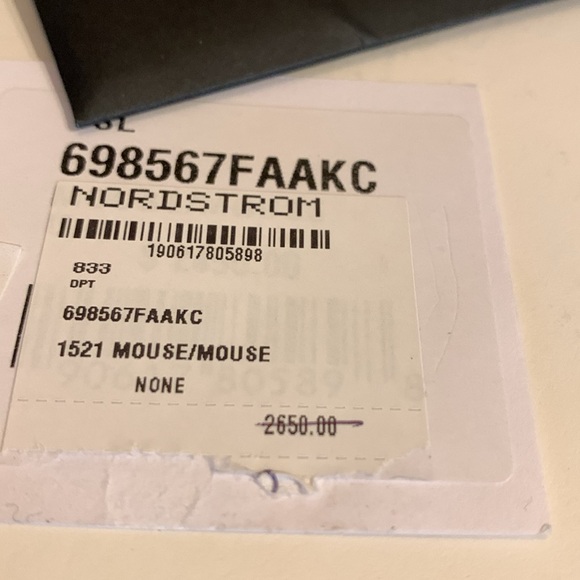 698567FAAKC
NORDSTROM
190617805898
833
DPT
698567FAAKC
1521 MOUSE/MOUSE
NONE
2650.00